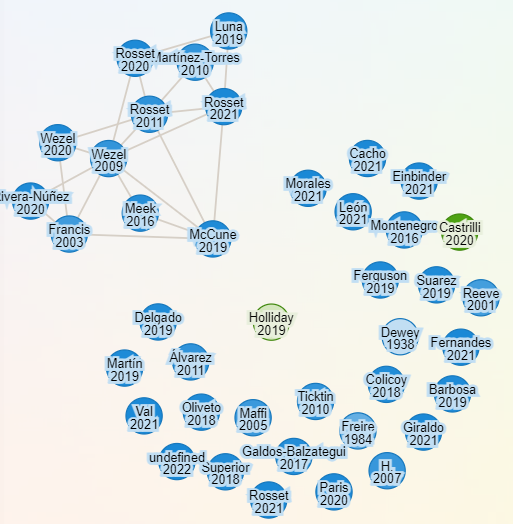 Luna
2019
Rosset
2020
Martínez-Torres
2010
Rosset
2011
Rosset
2021
Wezel
2020
Wezel
2009
Rivera-Núñez
2020
Meek
2016
Francis
2003
McCune
2019
Cacho
2021
Morales
2021
Einbinder
2021
León
2021
Montenegro
2016
Castrilli
2020
Ferguson
2019
Suarez
2019
Reeve
2001
Delgado
2019
Holliday
2019
Dewey
1938
Fernandes
2021
Martín
2019
Álvarez
2011
Colicoy
2018
Barbosa
2019
Val
2021
Oliveto
2018
Maffi
2005
Ticktin
2010
Freire
1984
Giraldo
2021
undefined
2022
Superior
2018
Galdos-Balzategui
2017
H.
2007
Rosset
2021
Paris
2020